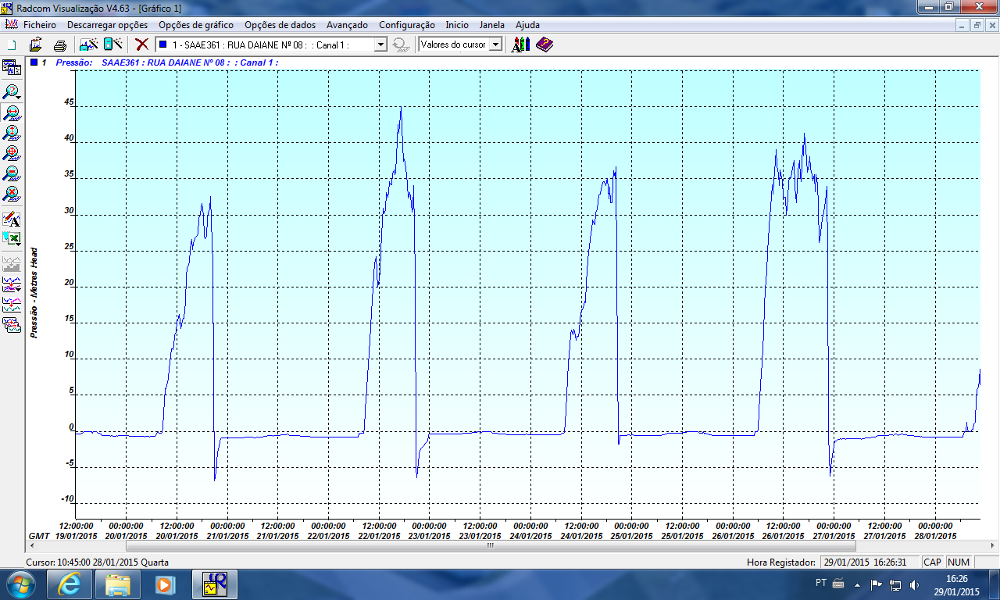 Radcom Visualização V4.63 - [Gráfico 1]
Ficheiro Descarregar opções Opções de gráfico Opções de dados Avançado Configuração Inicio Janela Ajuda
1 - SAAE361 : RUA DAIANE Nº 08 : : Canal 1 : Valores do cursor
1 Pressão: SAAE361 : RUA DAIANE Nº 08 : : Canal 1 :
45
40
35
30
25
20
15
10
5
0
-5
-10
Pressão - Metres Head
12:00:00 00:00:00 12:00:00 00:00:00 12:00:00 00:00:00 12:00:00 00:00:00 12:00:00 00:00:00 12:00:00 00:00:00 12:00:00 00:00:00 12:00:00 00:00:00 12:00:00 00:00:00
GMT 19/01/2015 20/01/2015 20/01/2015 21/01/2015 21/01/2015 22/01/2015 22/01/2015 23/01/2015 23/01/2015 24/01/2015 24/01/2015 25/01/2015 25/01/2015 26/01/2015 26/01/2015 27/01/2015 27/01/2015 28/01/2015
Cursor: 10:45:00 28/01/2015 Quarta Hora Registador: 29/01/2015 16:26:31 CAP NUM
PT 16:26
29/01/2015